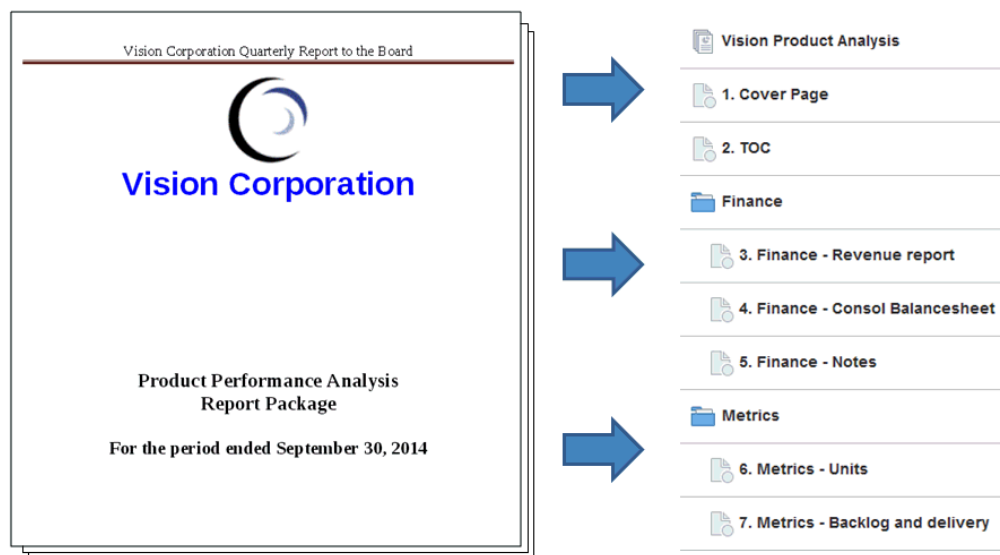 Vision Corporation Quarterly Report to the Board
Vision Corporation
Product Performance Analysis
Report Package
For the period ended September 30, 2014
Vision Product Analysis
1. Cover Page
2. TOC
Finance
3. Finance - Revenue report
4. Finance - Consol Balancesheet
5. Finance - Notes
Metrics
6. Metrics - Units
7. Metrics - Backlog and delivery